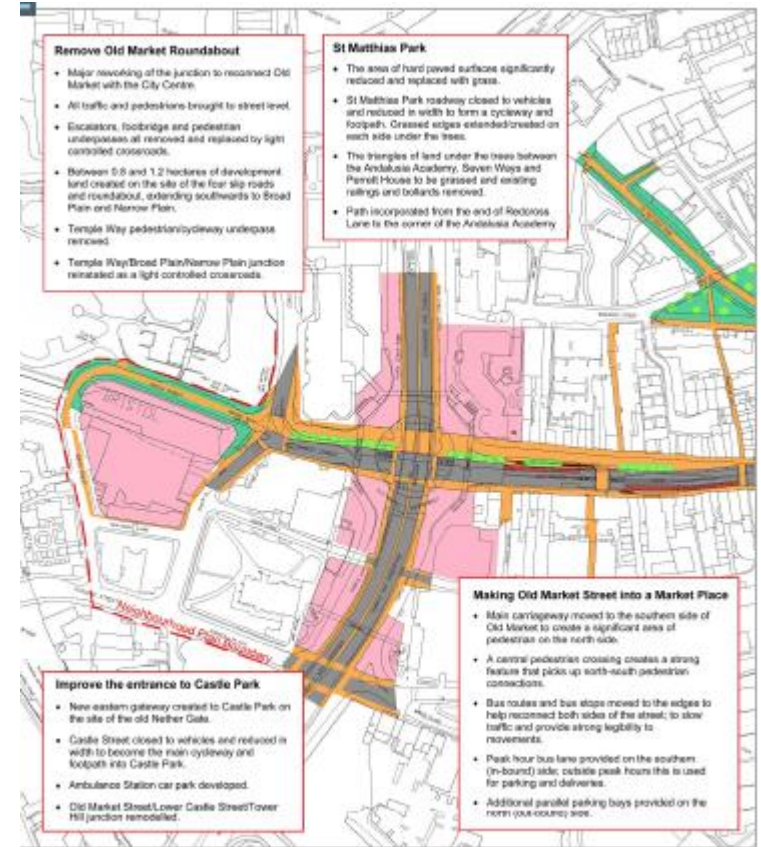 Remove Old Market Roundabout
• Major reworking of the junction to reconnect Old
Market with the City Centre.
• All traffic and pedestrians brought to street level.
• Escalators, footbridge and pedestrian
underpasses all removed and replaced by light
controlled crossroads.
• Between 0.8 and 1.2 hectares of development
land created on the site of the four slip roads
and roundabout, extending southwards to Broad
Plain and Narrow Plain.
• Temple Way pedestrian/cycleway underpass
removed.
• Temple Way/Broad Plain/Narrow Plain junction
reinstated as a light controlled crossroads.
St Matthias Park
• The area of hard paved surfaces significantly
reduced and replaced with grass.
• St Matthias Park roadway closed to vehicles
and reduced in width to form a cycleway and
footpath. Grassed edges extended/created on
each side under the trees.
• The triangles of land under the trees between
the Andalusia Academy, Seven Ways and
Perrett House to be grassed and existing
railings and bollards removed.
• Path incorporated from the end of Redcross
Lane to the corner of the Andalusia Academy
BRISTOL
Neighbourhood Plan Boundary
Improve the entrance to Castle Park
• New eastern gateway created to Castle Park on
the site of the old Nether Gate.
• Castle Street closed to vehicles and reduced in
width to become the main cycleway and
footpath into Castle Park.
• Ambulance Station car park developed.
• Old Market Street/Lower Castle Street/Tower
Hill junction remodelled.
Making Old Market Street into a Market Place
• Main carriageway moved to the southern side of
Old Market to create a significant area of
pedestrian on the north side.
• A central pedestrian crossing creates a strong
feature that picks up north-south pedestrian
connections.
• Bus routes and bus stops moved to the edges to
help reconnect both sides of the street; to slow
traffic and provide strong legibility to
movements.
• Peak hour bus lane provided on the southern
(in-bound) side; outside peak hours this is used
for parking and deliveries.
• Additional parallel parking bays provided on the
north (out-bound) side.